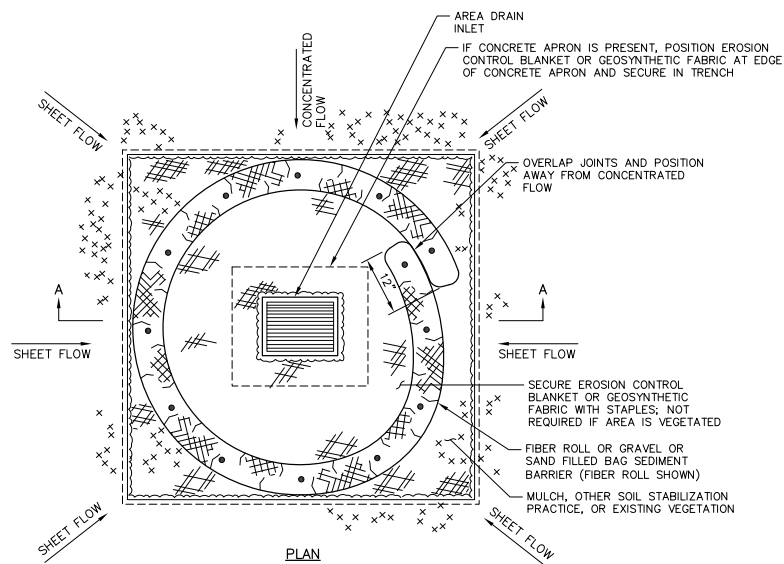 AREA DRAIN
INLET
IF CONCRETE APRON IS PRESENT, POSITION EROSION
CONTROL BLANKET OR GEOSYNTHETIC FABRIC AT EDGE
OF CONCRETE APRON AND SECURE IN TRENCH
CONCENTRATED
FLOW
SHEET FLOW
SHEET FLOW
OVERLAP JOINTS AND POSITION
AWAY FROM CONCENTRATED
FLOW
12"
A
A
SHEET FLOW
SHEET FLOW
SECURE EROSION CONTROL
BLANKET OR GEOSYNTHETIC
FABRIC WITH STAPLES; NOT
REQUIRED IF AREA IS VEGETATED
FIBER ROLL OR GRAVEL OR
SAND FILLED BAG SEDIMENT
BARRIER (FIBER ROLL SHOWN)
MULCH, OTHER SOIL STABILIZATION
PRACTICE, OR EXISTING VEGETATION
SHEET FLOW
SHEET FLOW
PLAN